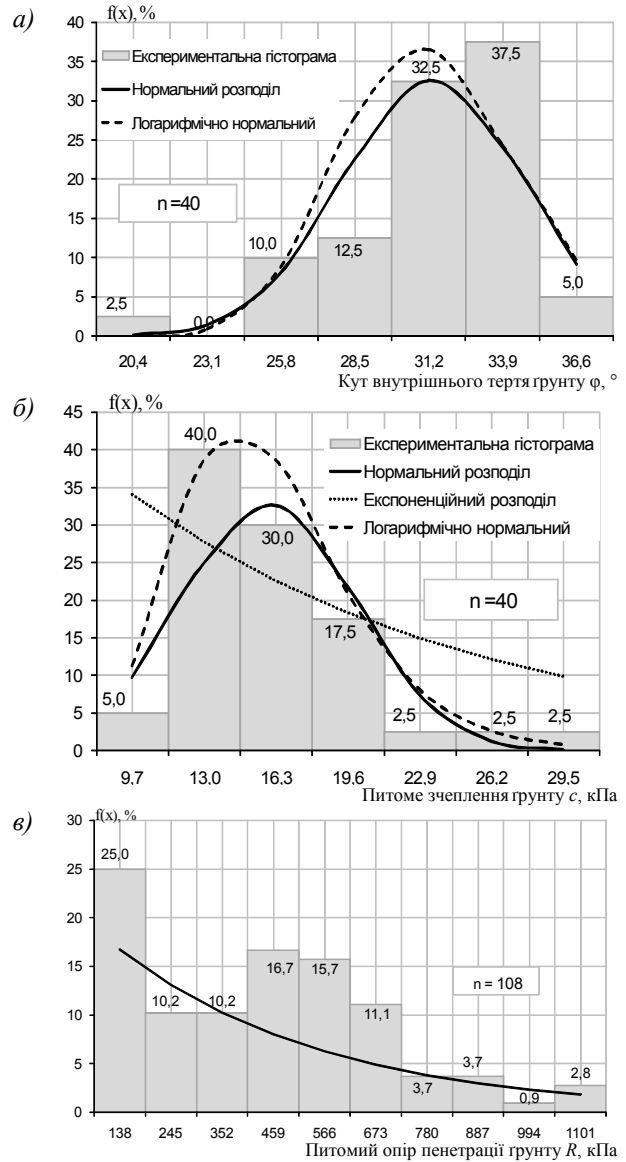 а)
f(x), %
40
35
30
25
20
15
10
5
0
Експериментальна гістограма
Нормальний розподіл
Логарифмічно нормальний
n =40
2,5
0,0
10,0
12,5
32,5
37,5
5,0
20,4 23,1 25,8 28,5 31,2 33,9 36,6
Кут внутрішнього тертя ґрунту φ, °
б)
f(x), %
45
40
35
30
25
20
15
10
5
0
Експериментальна гістограма
Нормальний розподіл
Експоненційний розподіл
Логарифмічно нормальний
n =40
5,0
40,0
30,0
17,5
2,5
2,5
2,5
9,7 13,0 16,3 19,6 22,9 26,2 29,5
Питоме зчеплення ґрунту c, кПа
в)
f(x), %
30
25
20
15
10
5
0
n = 108
25,0
10,2
10,2
16,7
15,7
11,1
3,7
3,7
0,9
2,8
138 245 352 459 566 673 780 887 994 1101
Питомий опір пенетрації ґрунту R, кПа